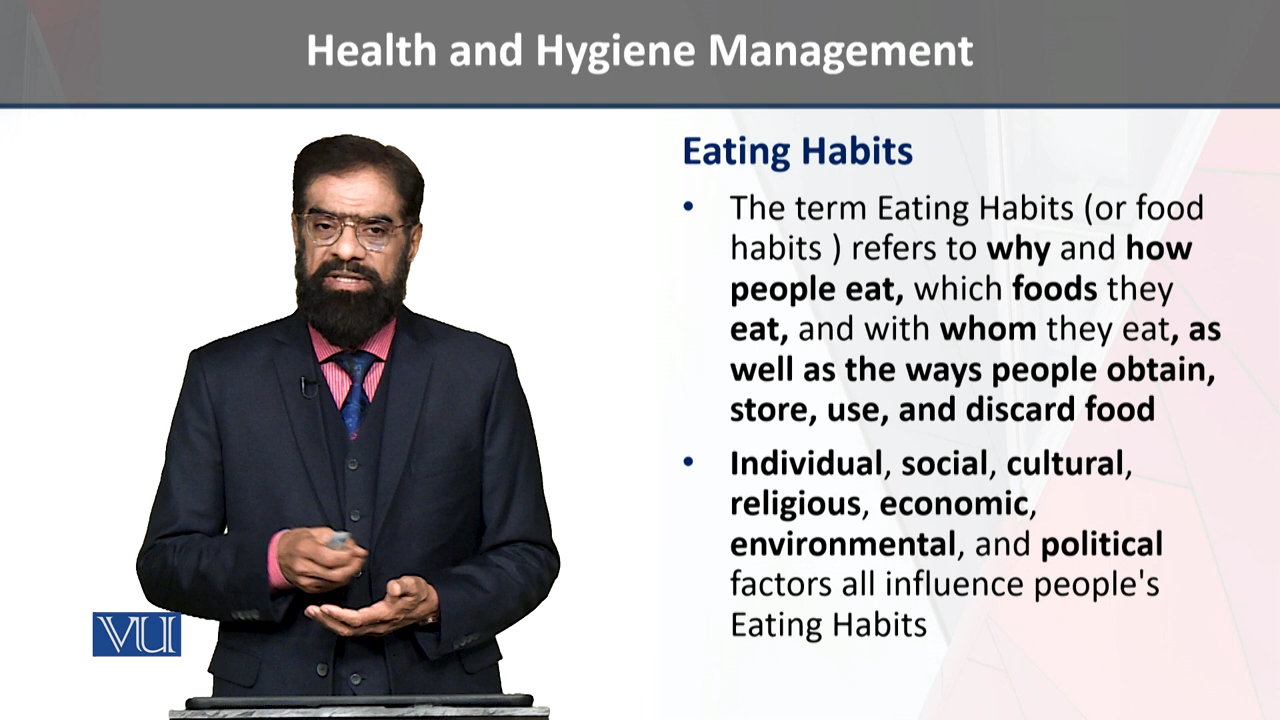 Health and Hygiene Management
Eating Habits
• The term Eating Habits (or food
habits ) refers to why and how
people eat, which foods they
eat, and with whom they eat, as
well as the ways people obtain,
store, use, and discard food
• Individual, social, cultural,
religious, economic,
environmental, and political
factors all influence people's
Eating Habits
VU